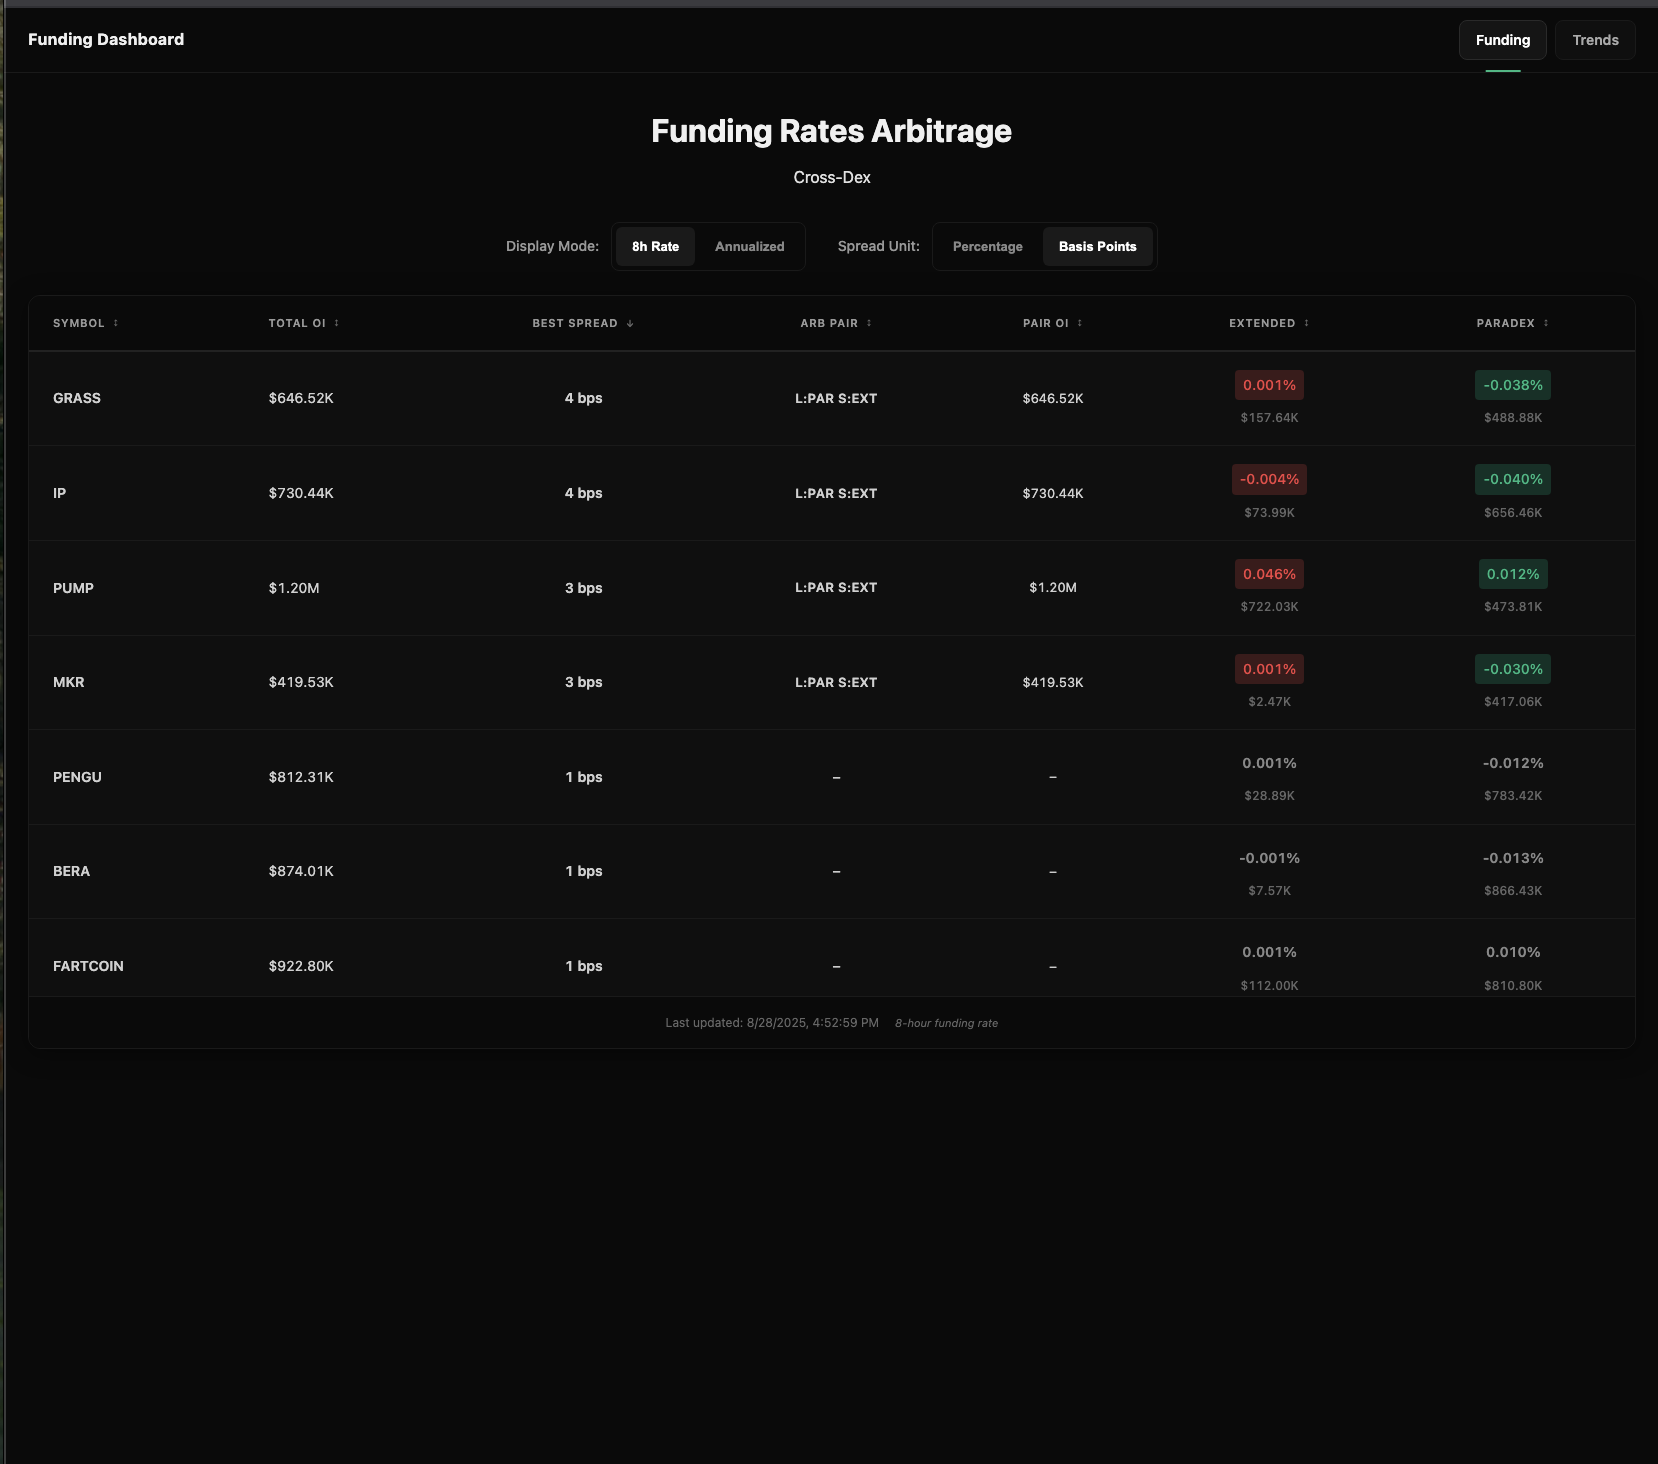 Funding Dashboard
Funding Trends
Funding Rates Arbitrage
Cross-Dex
Display Mode: 8h Rate Annualized Spread Unit: Percentage Basis Points
SYMBOL ↕ TOTAL OI ↕ BEST SPREAD ↓ ARB PAIR ↕ PAIR OI ↕ EXTENDED ↕ PARADEX ↕
GRASS $646.52K 4 bps L:PAR S:EXT $646.52K 0.001% -0.038%
$157.64K $488.88K
IP $730.44K 4 bps L:PAR S:EXT $730.44K -0.004% -0.040%
$73.99K $656.46K
PUMP $1.20M 3 bps L:PAR S:EXT $1.20M 0.046% 0.012%
$722.03K $473.81K
MKR $419.53K 3 bps L:PAR S:EXT $419.53K 0.001% -0.030%
$2.47K $417.06K
PENGU $812.31K 1 bps – – 0.001% -0.012%
$28.89K $783.42K
BERA $874.01K 1 bps – – -0.001% -0.013%
$7.57K $866.43K
FARTCOIN $922.80K 1 bps – – 0.001% 0.010%
$112.00K $810.80K
Last updated: 8/28/2025, 4:52:59 PM 8-hour funding rate